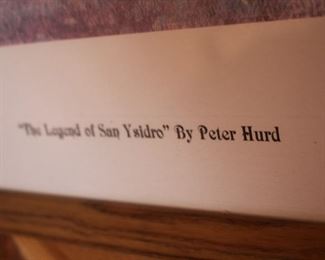 "The Legend of San Ysidro" By Peter Hurd